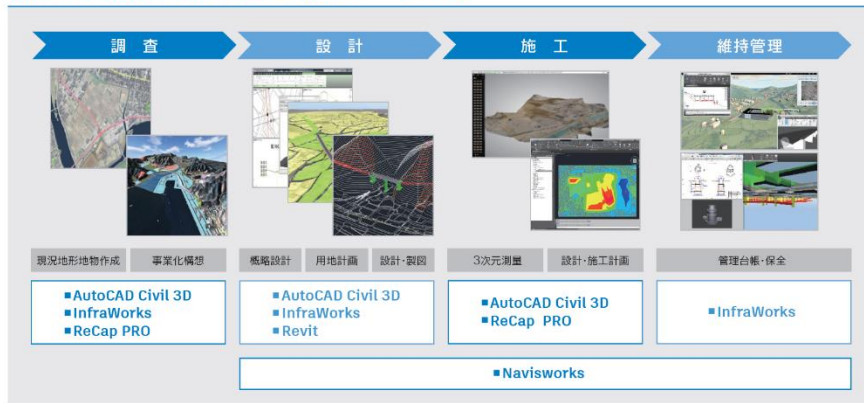 調 査
設 計
施 工
維持管理
現況地形地物作成
事業化構想
概略設計
用地計画
設計・製図
3次元測量
設計・施工計画
管理台帳・保全
■AutoCAD Civil 3D
■InfraWorks
■ReCap PRO
■AutoCAD Civil 3D
■InfraWorks
■Revit
■AutoCAD Civil 3D
■ReCap PRO
■InfraWorks
■Navisworks